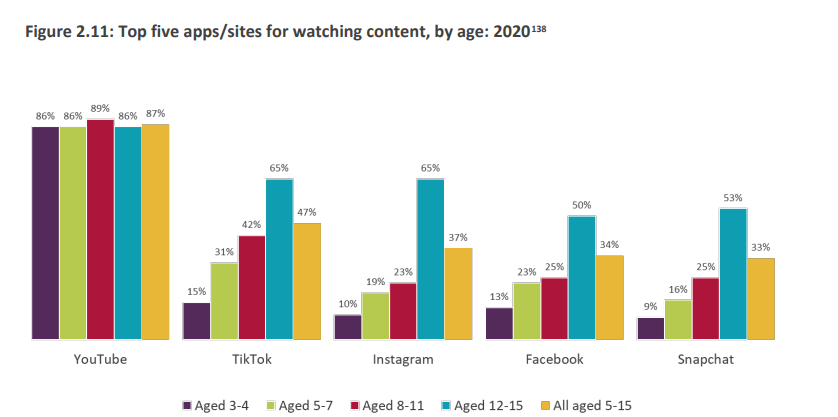 Figure 2.11: Top five apps/sites for watching content, by age: 2020¹³⁸
86% 86% 89% 86% 87%
15% 31% 42% 65% 47%
10% 19% 23% 65% 37%
13% 23% 25% 50% 34%
9% 16% 25% 53% 33%
YouTube TikTok Instagram Facebook Snapchat
Aged 3-4 Aged 5-7 Aged 8-11 Aged 12-15 All aged 5-15